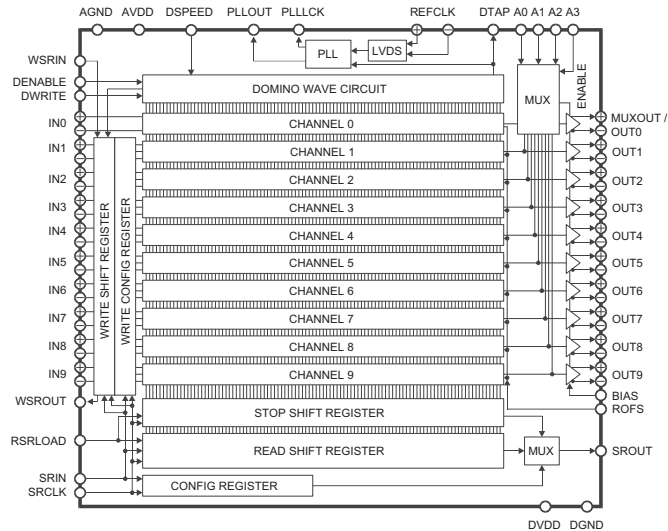 AGND AVDD DSPEED PLLOUT PLLLCK REFCLK DTAP A0 A1 A2 A3
WSRIN
PLL
LVDS
DENABLE
DWRITE
DOMINO WAVE CIRCUIT
MUX
ENABLE
MUXOUT /
IN0
CHANNEL 0
OUT0
IN1
CHANNEL 1
OUT1
IN2
CHANNEL 2
OUT2
IN3
CHANNEL 3
OUT3
IN4
CHANNEL 4
OUT4
IN5
CHANNEL 5
OUT5
IN6
CHANNEL 6
OUT6
IN7
CHANNEL 7
OUT7
IN8
CHANNEL 8
OUT8
IN9
CHANNEL 9
OUT9
WRITE SHIFT REGISTER
WRITE CONFIG REGISTER
BIAS
WSROUT
ROFS
STOP SHIFT REGISTER
RSRLOAD
READ SHIFT REGISTER
MUX
SROUT
SRIN
SRCLK
CONFIG REGISTER
DVDD DGND